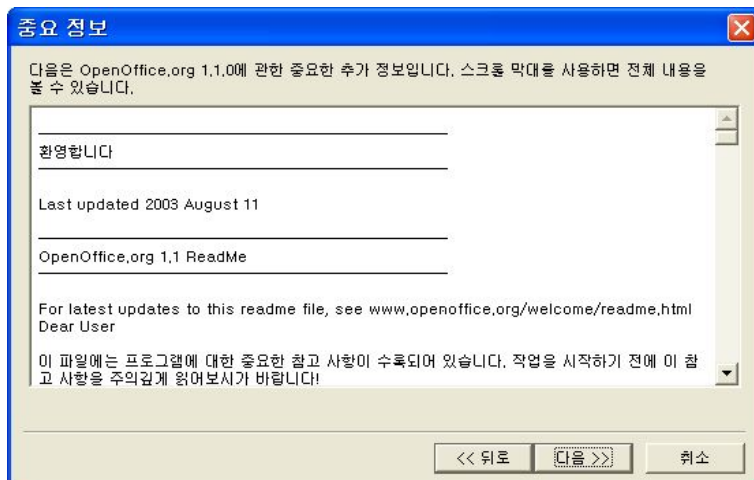 중요 정보
다음은 OpenOffice.org 1.1.0에 관한 중요한 추가 정보입니다. 스크롤 막대를 사용하면 전체 내용을
볼 수 있습니다.
환영합니다
Last updated 2003 August 11
OpenOffice.org 1.1 ReadMe
For latest updates to this readme file, see www.openoffice.org/welcome/readme.html
Dear User
이 파일에는 프로그램에 대한 중요한 참고 사항이 수록되어 있습니다. 작업을 시작하기 전에 이 참
고 사항을 주의깊게 읽어보시가 바랍니다!
<< 뒤로 다음 >> 취소